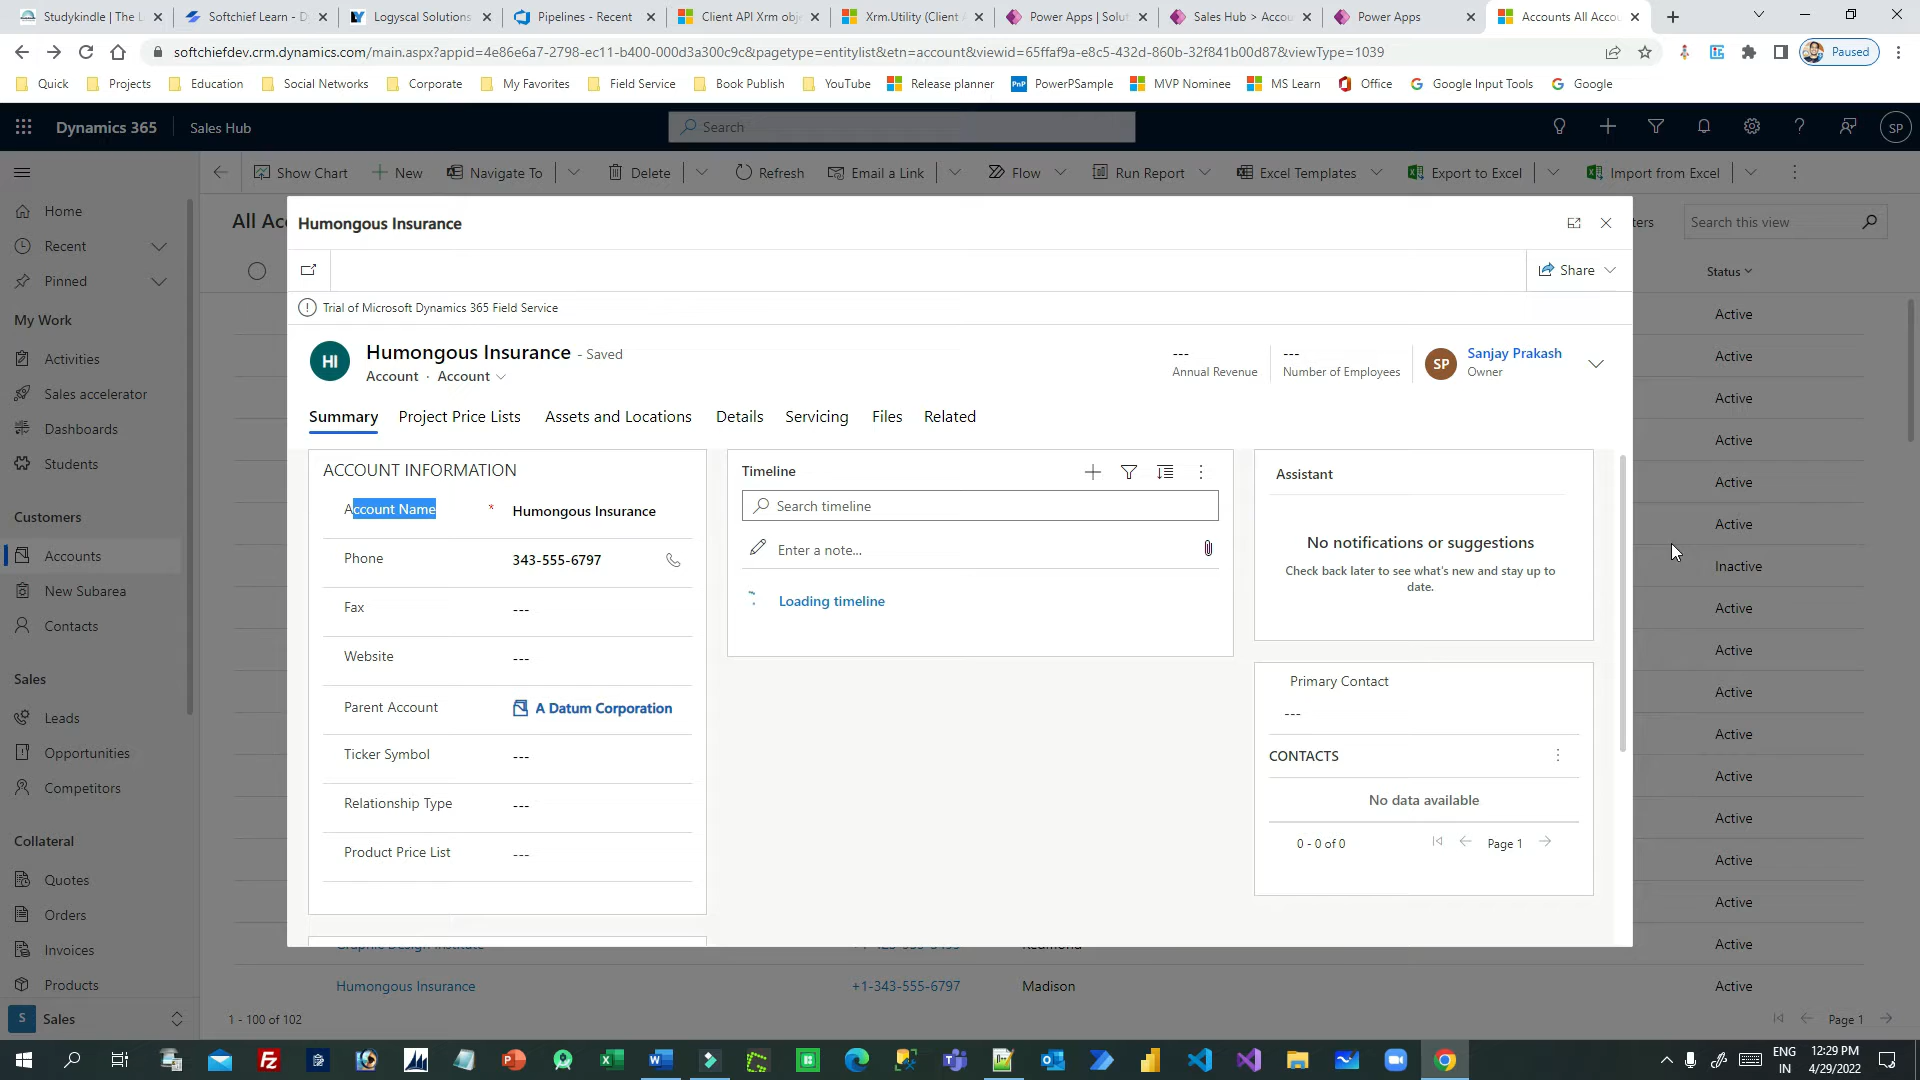 Studykindle | The L
Softchief Learn - D
Logyscal Solutions
Pipelines - Recent
Client API Xrm obj
Xrm.Utility (Client A
Power Apps | Solut
Sales Hub > Accou
Power Apps
Accounts All Accou
softchiefdev.crm.dynamics.com/main.aspx?appid=4e86e6a7-2798-ec11-b400-000d3a300c9c&pagetype=entitylist&etn=account&viewid=65ffaf9a-e8c5-432d-860b-32f841b00d87&viewType=1039
Paused
Quick
Projects
Education
Social Networks
Corporate
My Favorites
Field Service
Book Publish
YouTube
Release planner
PowerPSample
MVP Nominee
MS Learn
Office
Google Input Tools
Google
Dynamics 365
Sales Hub
Search
SP
Show Chart
New
Navigate To
Delete
Refresh
Email a Link
Flow
Run Report
Excel Templates
Export to Excel
Import from Excel
Home
Recent
Pinned
My Work
Activities
Sales accelerator
Dashboards
Students
Customers
Accounts
New Subarea
Contacts
Sales
Leads
Opportunities
Competitors
Collateral
Quotes
Orders
Invoices
Products
S Sales
All Ac
ters
Search this view
Status
Humongous Insurance
Share
Trial of Microsoft Dynamics 365 Field Service
HI
Humongous Insurance - Saved
Account · Account
---
Annual Revenue
---
Number of Employees
SP
Sanjay Prakash
Owner
Summary
Project Price Lists
Assets and Locations
Details
Servicing
Files
Related
ACCOUNT INFORMATION
Account Name * Humongous Insurance
Phone 343-555-6797
Fax ---
Website ---
Parent Account A Datum Corporation
Ticker Symbol ---
Relationship Type ---
Product Price List ---
Timeline
Search timeline
Enter a note...
Loading timeline
Assistant
No notifications or suggestions
Check back later to see what's new and stay up to
date.
Primary Contact
---
CONTACTS
No data available
0 - 0 of 0
Page 1
Active
Active
Active
Active
Active
Active
Inactive
Active
Active
Active
Active
Active
Active
Active
Active
Active
Graphic Design Institute
Redmond
Humongous Insurance
+1-343-555-6797
Madison
Active
1 - 100 of 102
Page 1
ENG
IN
12:29 PM
4/29/2022